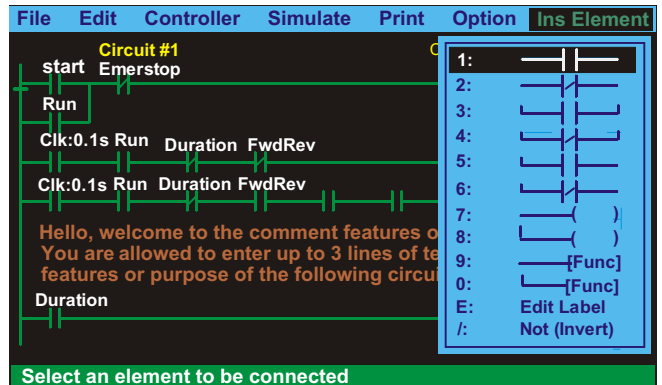 File Edit Controller Simulate Print Option Ins Element
Circuit #1
start Emerstop
Run
Clk:0.1s Run Duration FwdRev
Clk:0.1s Run Duration FwdRev
Hello, welcome to the comment features o
You are allowed to enter up to 3 lines of te
features or purpose of the following circui
Duration
1:
2:
3:
4:
5:
6:
7: ( )
8: ( )
9: [Func]
0: [Func]
E: Edit Label
/: Not (Invert)
Select an element to be connected